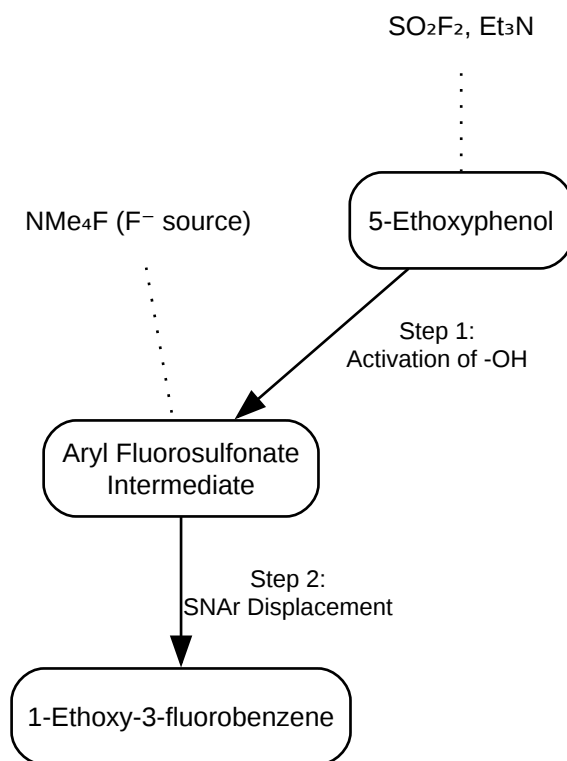 SO₂F₂, Et₃N
NMe₄F (F⁻ source)
5-Ethoxyphenol
Step 1:
Activation of -OH
Aryl Fluorosulfonate
Intermediate
Step 2:
SNAr Displacement
1-Ethoxy-3-fluorobenzene